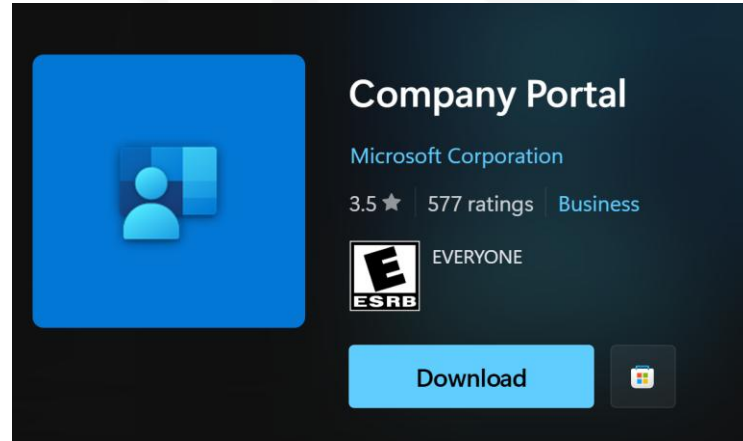 Company Portal
Microsoft Corporation
3.5 ★ 577 ratings Business
E
EVERYONE
ESRB
Download